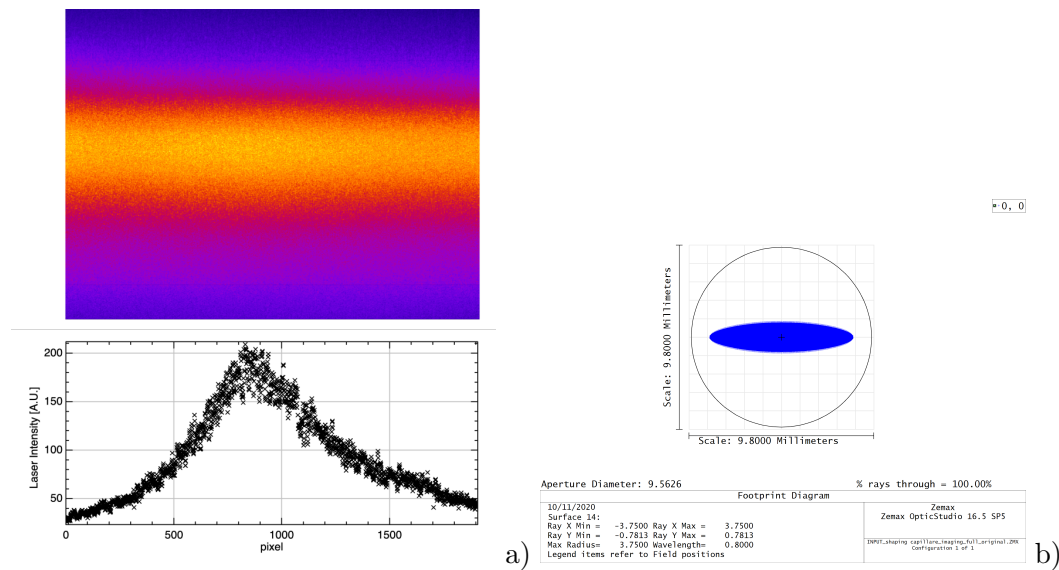 200
150
100
50
Laser Intensity [A.U.]
0 500 1000 1500
pixel
a)
0, 0
Scale: 9.8000 Millimeters
Scale: 9.8000 Millimeters
Aperture Diameter: 9.5626 % rays through = 100.00%
Footprint Diagram
10/11/2020
Surface 14:
Ray X Min = -3.7500 Ray X Max = 3.7500
Ray Y Min = -0.7813 Ray Y Max = 0.7813
Max Radius= 3.7500 Wavelength= 0.8000
Legend items refer to Field positions
Zemax
Zemax OpticStudio 16.5 SP5
INPUT_shaping capillare_imaging_full_original.ZMX
Configuration 1 of 1
b)